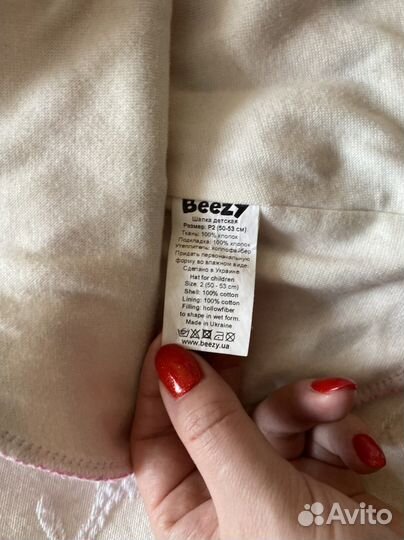 Beezy
Шапка детская
Размер: Р2 (50-53 см)
Ткань: 100% хлопок
Подкладка: 100% хлопок
Утеплитель: холлофайбер
Придать первоначальную
форму во влажном виде.
Сделано в Украине
Hat for children
Size: 2 (50 - 53 cm)
Shell: 100% cotton
Lining: 100% cotton
Filling: hollowfiber
to shape in wet form.
Made in Ukraine
www.beezy.ua
Avito